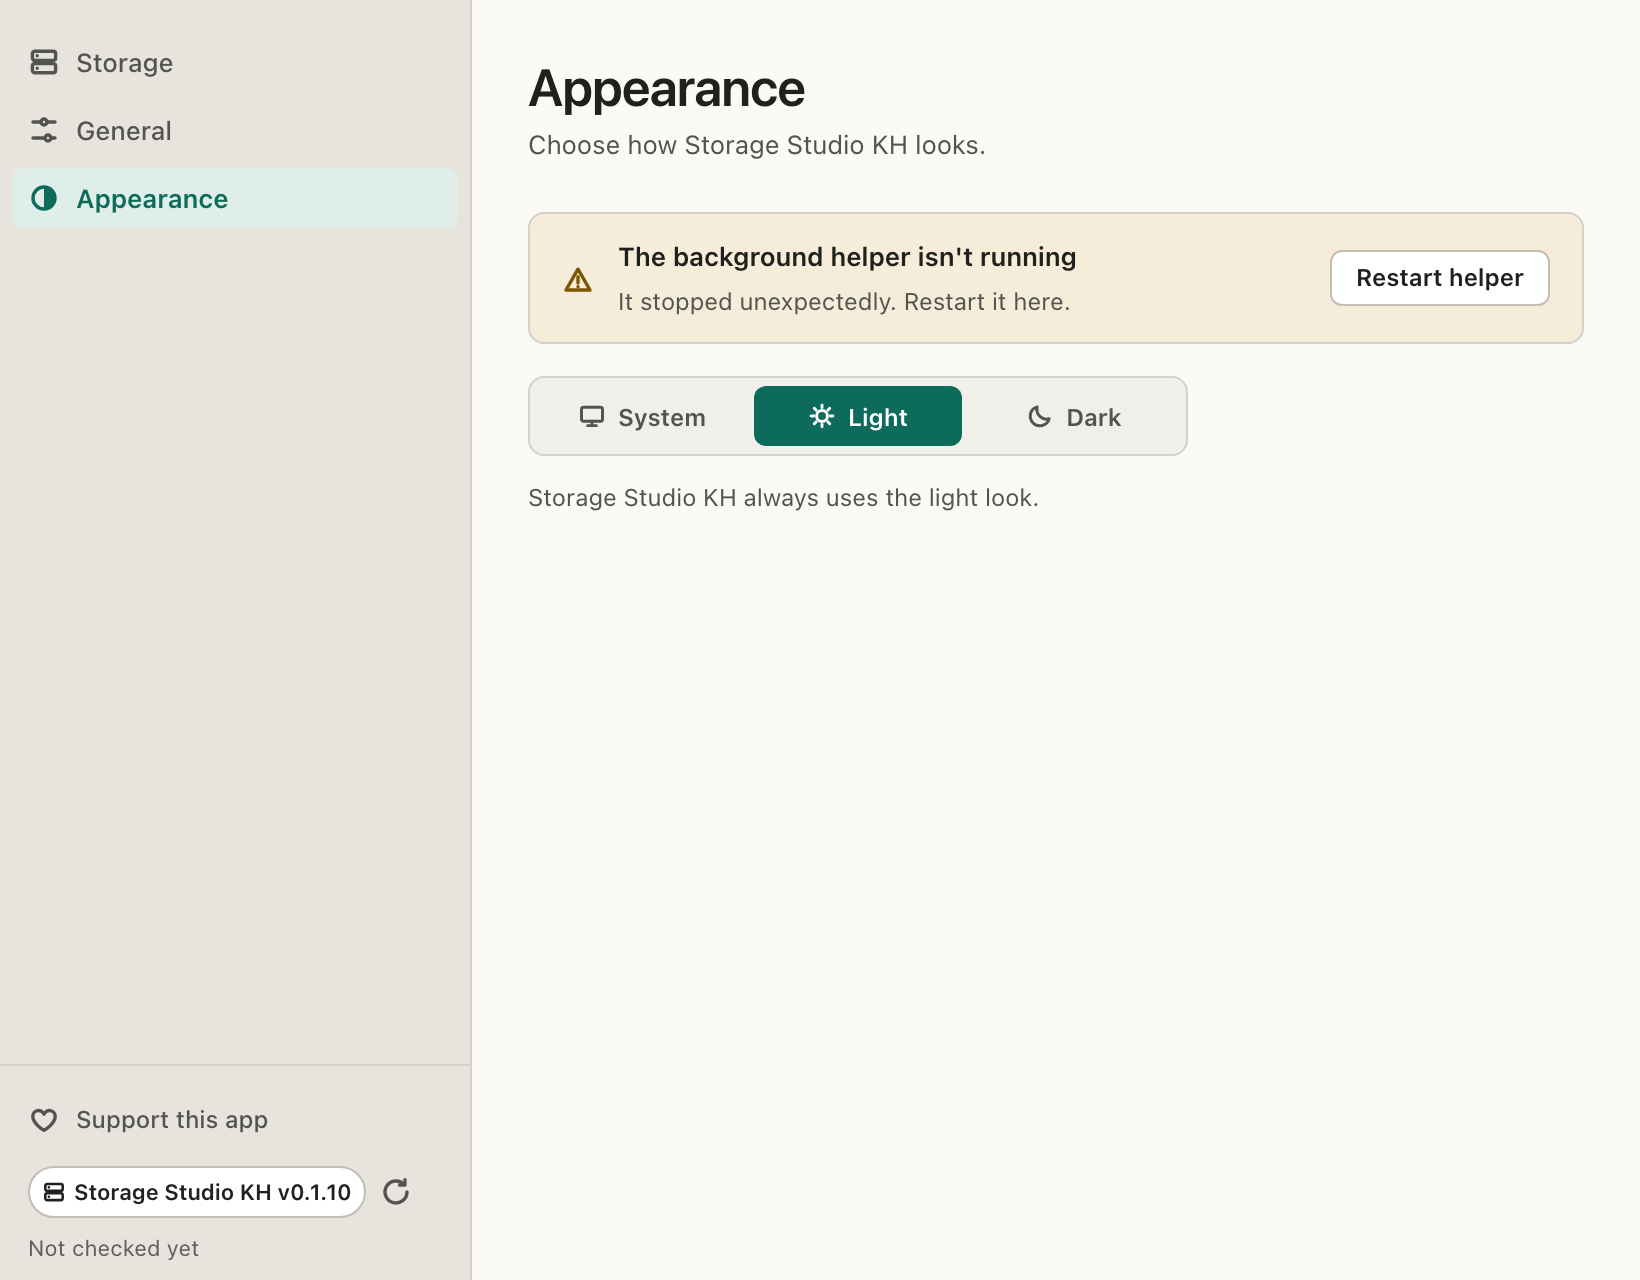 Storage
General
Appearance
Appearance
Choose how Storage Studio KH looks.
The background helper isn't running
It stopped unexpectedly. Restart it here.
Restart helper
System
Light
Dark
Storage Studio KH always uses the light look.
Support this app
Storage Studio KH v0.1.10
Not checked yet